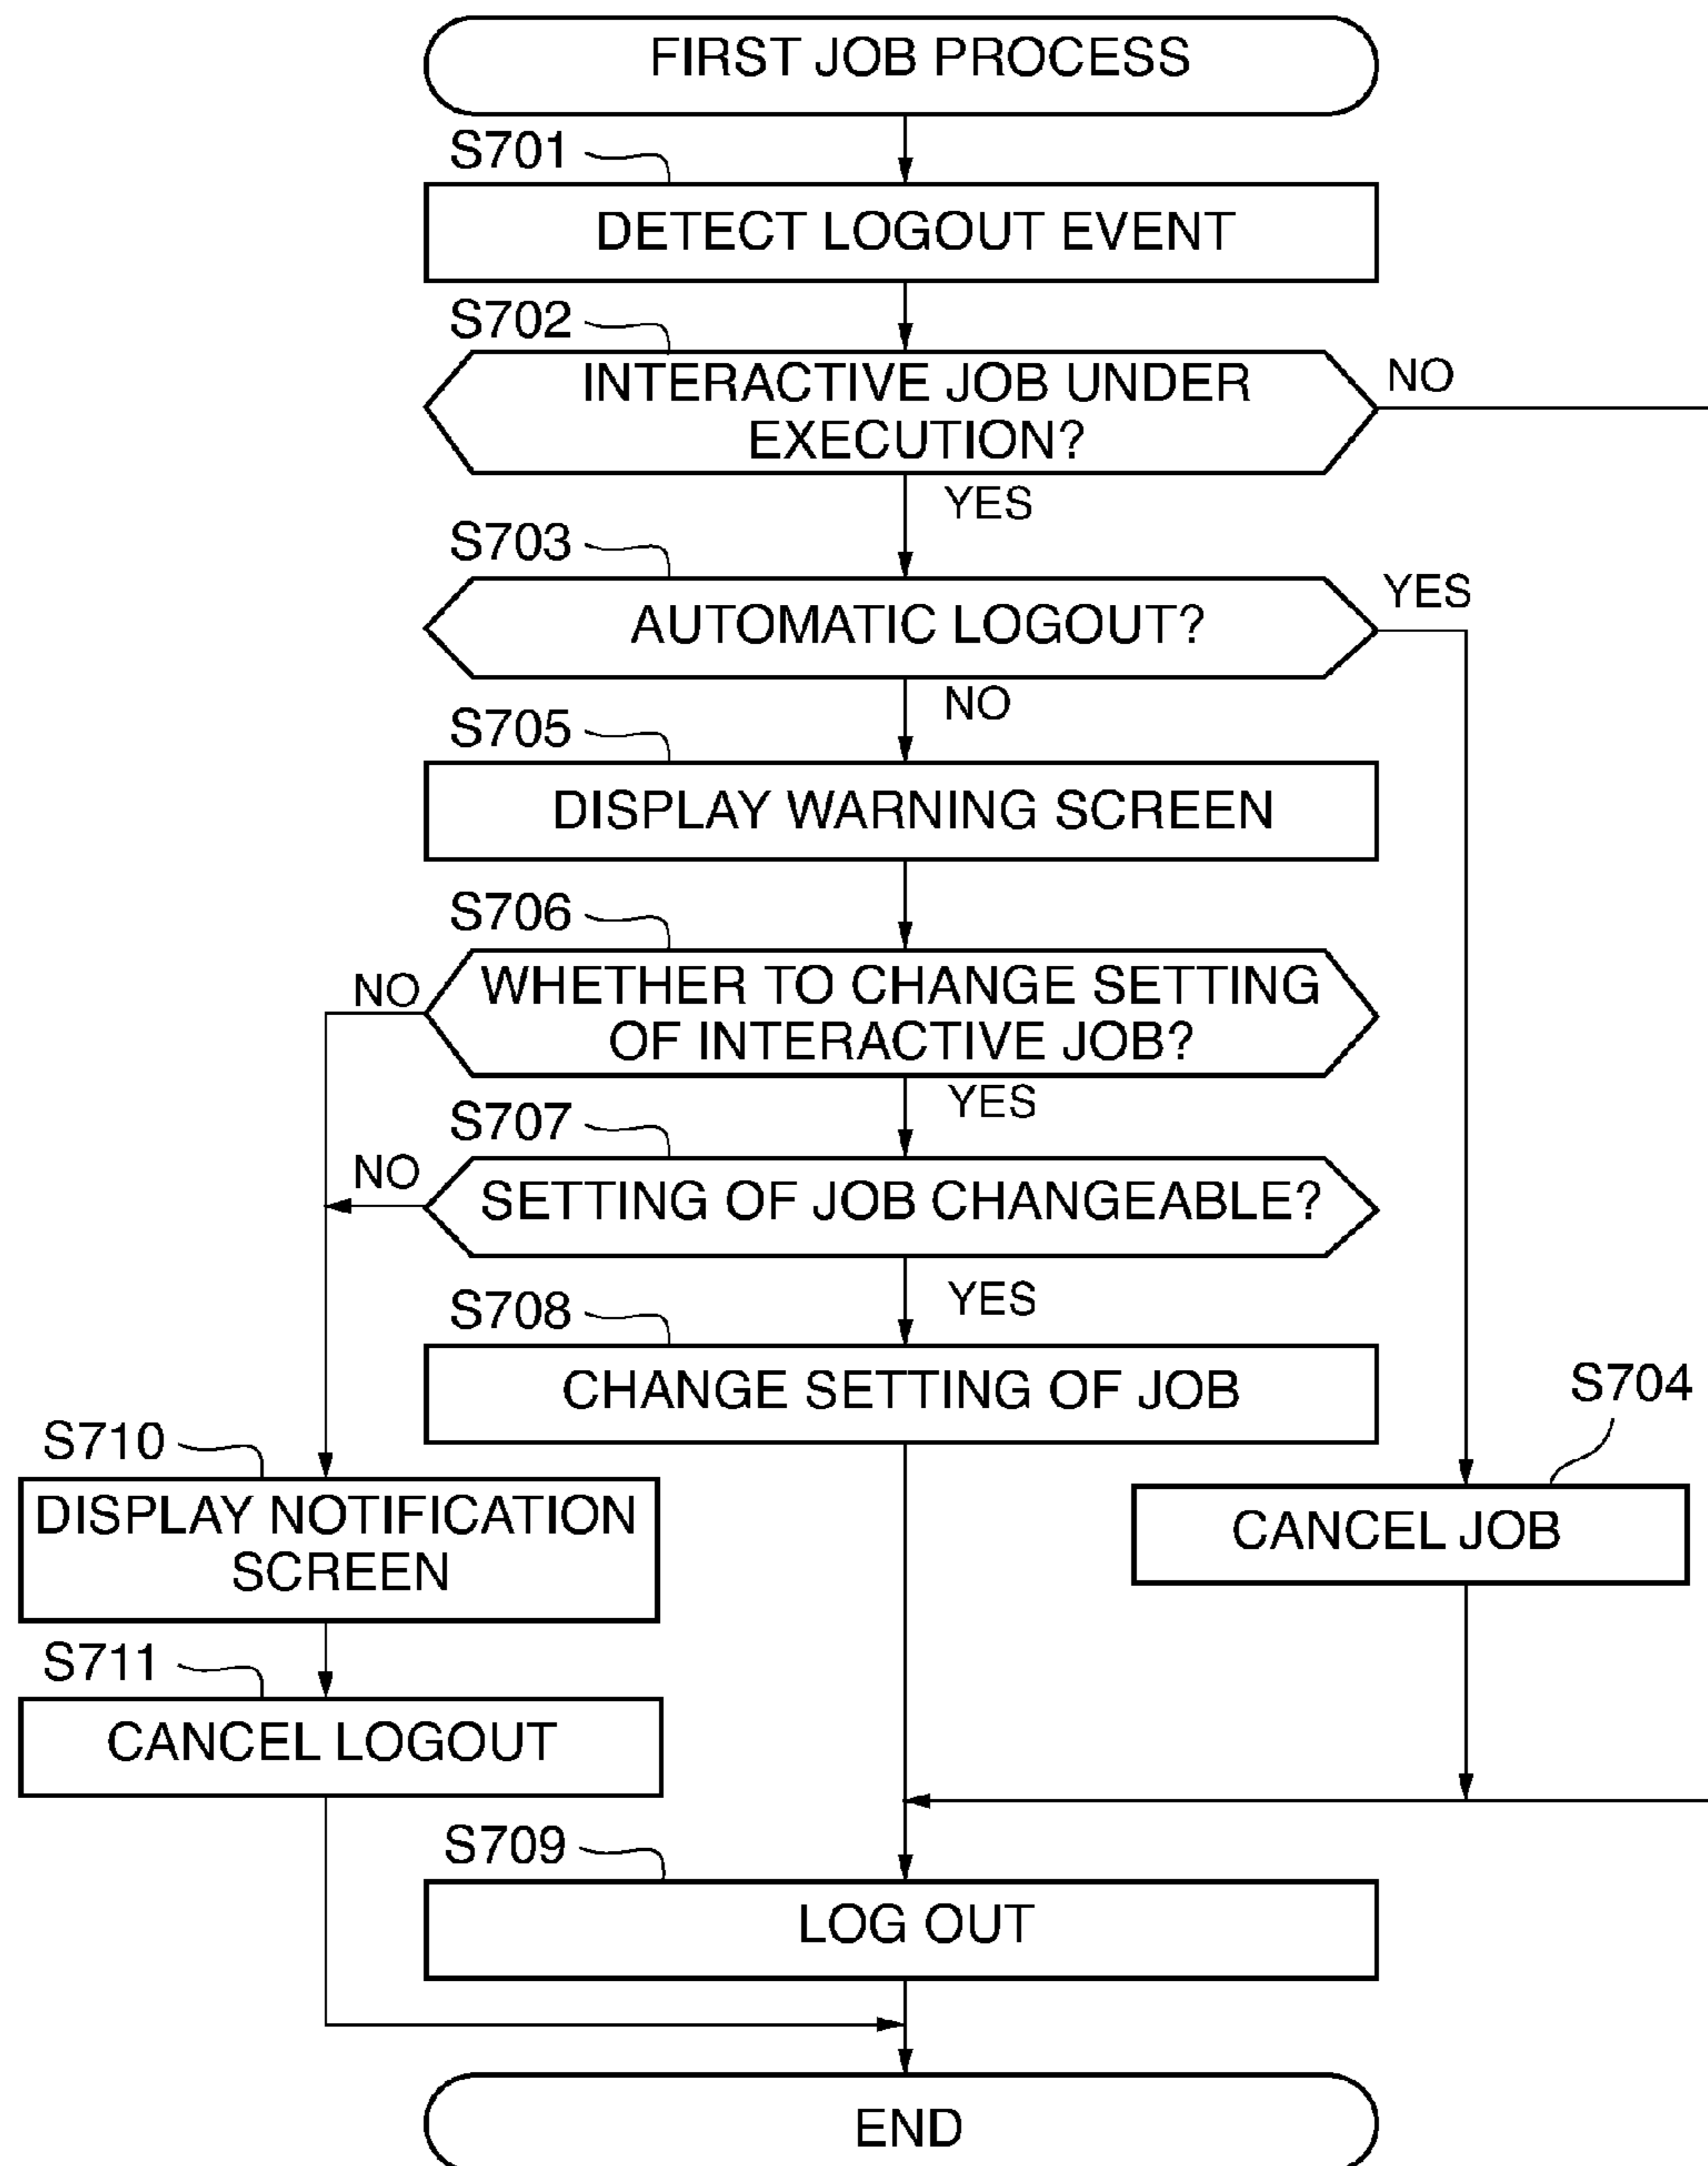 FIRST JOB PROCESS
S701
DETECT LOGOUT EVENT
S702
INTERACTIVE JOB UNDER
EXECUTION?
NO
YES
S703
AUTOMATIC LOGOUT?
YES
NO
S705
DISPLAY WARNING SCREEN
S706
WHETHER TO CHANGE SETTING
OF INTERACTIVE JOB?
NO
YES
S707
SETTING OF JOB CHANGEABLE?
NO
YES
S708
CHANGE SETTING OF JOB
S704
CANCEL JOB
S710
DISPLAY NOTIFICATION
SCREEN
S711
CANCEL LOGOUT
S709
LOG OUT
END